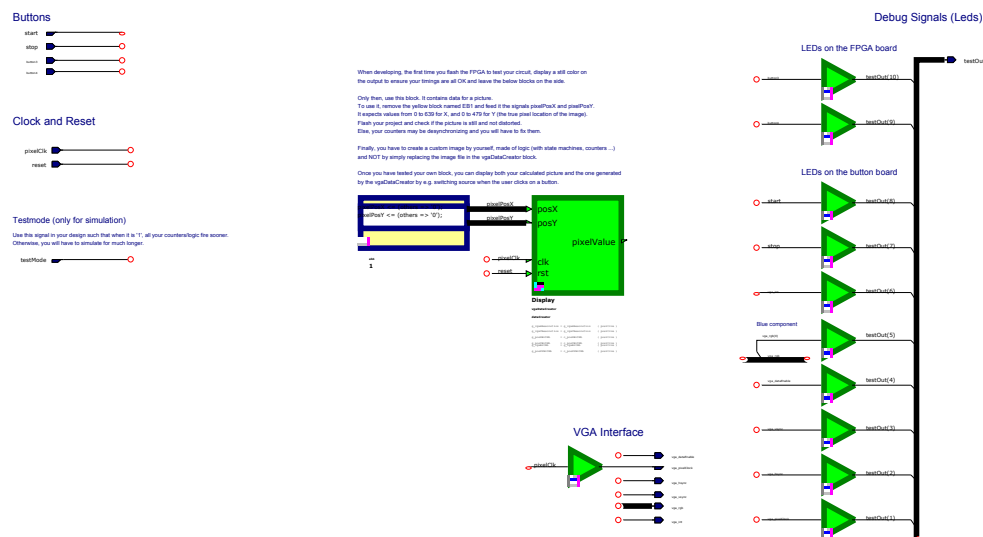 Buttons
start
stop
Clock and Reset
pixelClk
reset
Testmode (only for simulation)
Use this signal in your design such that when it is '1', all your counters/logic fire sooner.
Otherwise, you will have to simulate for much longer.
testMode
When developing, the first time you flash the FPGA to test your circuit, display a still color on
the output to ensure your timings are all OK and leave the below blocks on the side.
Only then, use this block. It contains data for a picture.
To use it, remove the yellow block named EB1 and feed it the signals pixelPosX and pixelPosY.
It expects values from 0 to 639 for X, and 0 to 479 for Y (the true pixel location of the image).
Flash your project and check if the picture is still and not distorted.
Else, your counters may be desynchronizing and you will have to fix them.
Finally, you have to create a custom image by yourself, made of logic (with state machines, counters ...)
and NOT by simply replacing the image file in the vgaDataCreator block.
Once you have tested your own block, you can display both your calculated picture and the one generated
by the vgaDataCreator by e.g. switching source when the user clicks on a button.
pixelPosY <= (others => '0');
1
pixelPosX
pixelPosY
pixelClk
reset
posX
posY
pixelValue
clk
rst
Display
vgaDataCreator
VGA Interface
pixelClk
Debug Signals (Leds)
LEDs on the FPGA board
testOut(10)
testOut(9)
testOu
LEDs on the button board
start
testOut(8)
stop
testOut(7)
testOut(6)
Blue component
testOut(5)
testOut(4)
testOut(3)
testOut(2)
testOut(1)